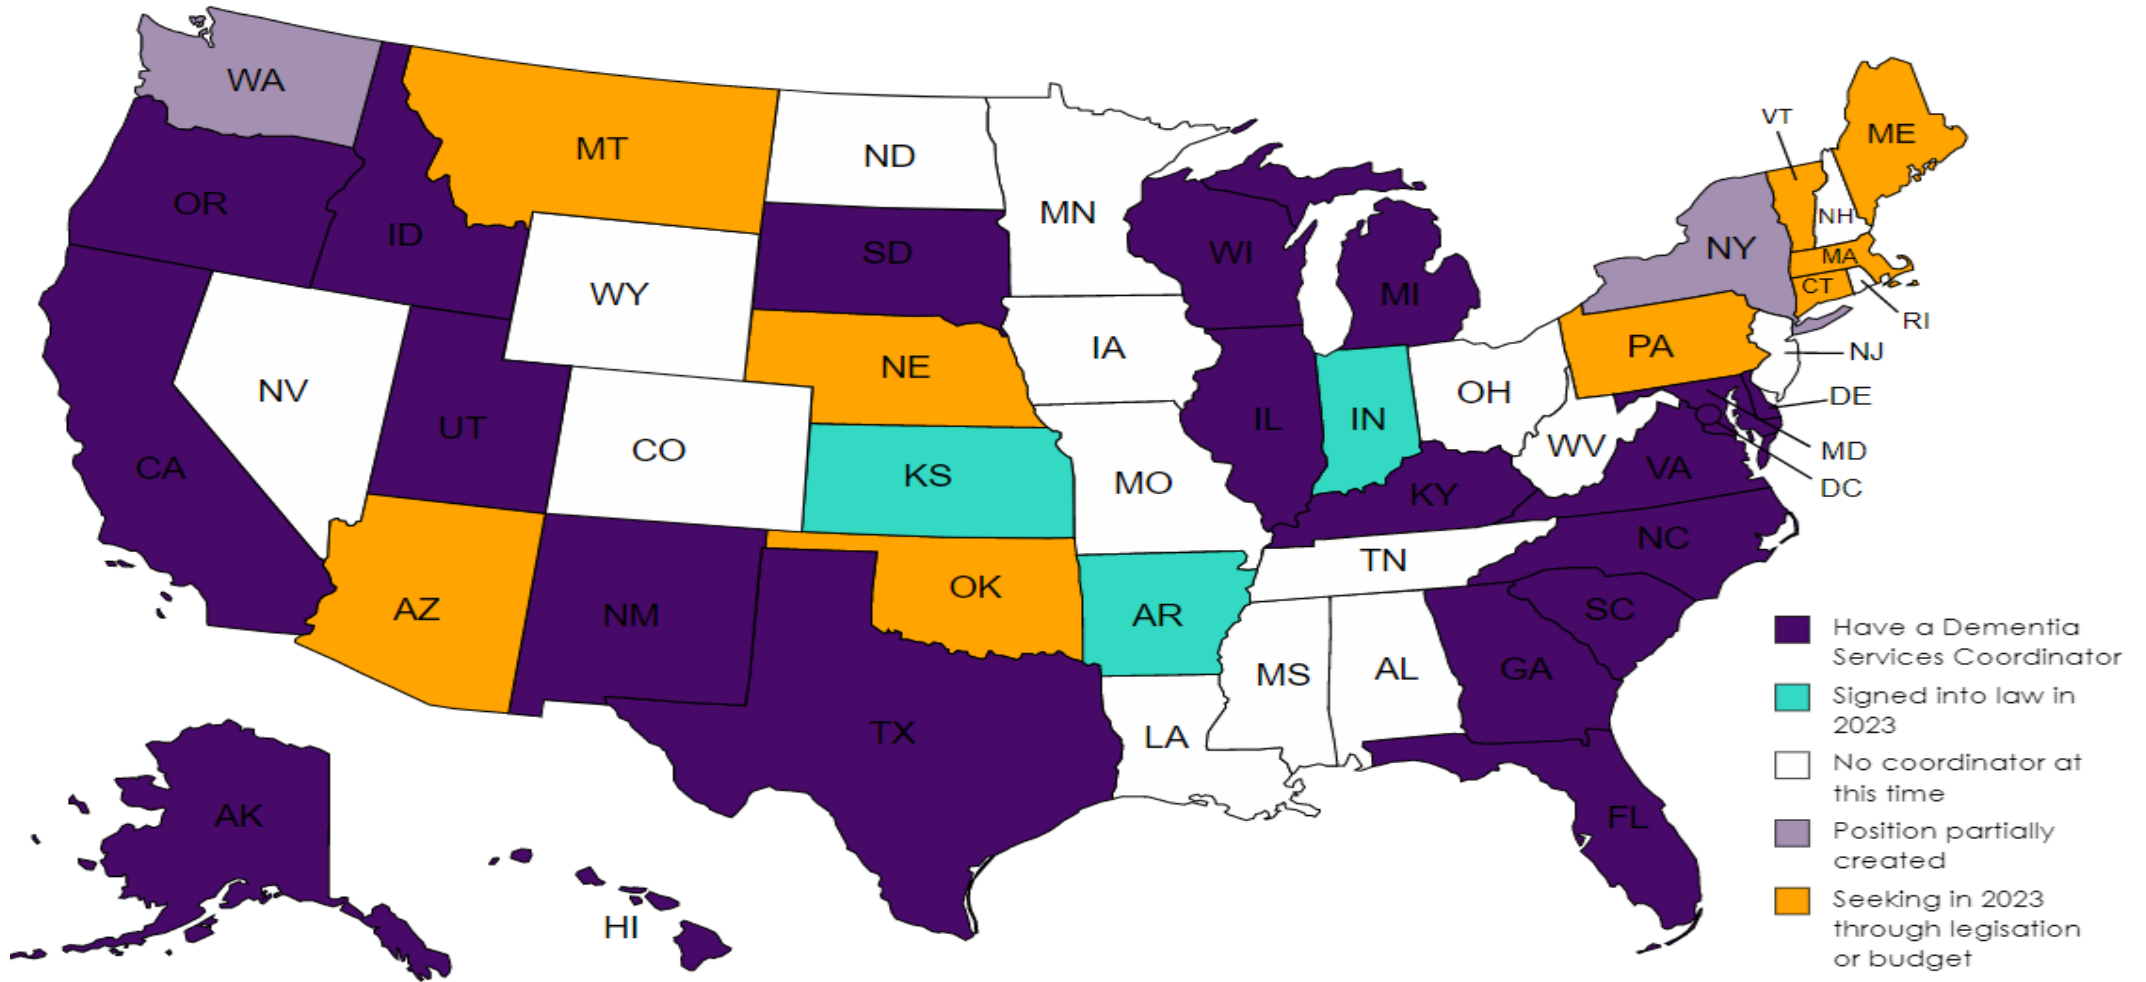 WA
MT
ND
MN
VT
ME
OR
ID
SD
WI
MI
NY
NH
MA
CT
RI
WY
NE
IA
PA
NJ
NV
UT
CO
KS
MO
IL
IN
OH
WV
DE
MD
DC
CA
KY
VA
NC
AZ
NM
OK
AR
TN
SC
MS
AL
GA
LA
TX
AK
HI
FL
Have a Dementia
Services Coordinator
Signed into law in
2023
No coordinator at
this time
Position partially
created
Seeking in 2023
through legisation
or budget